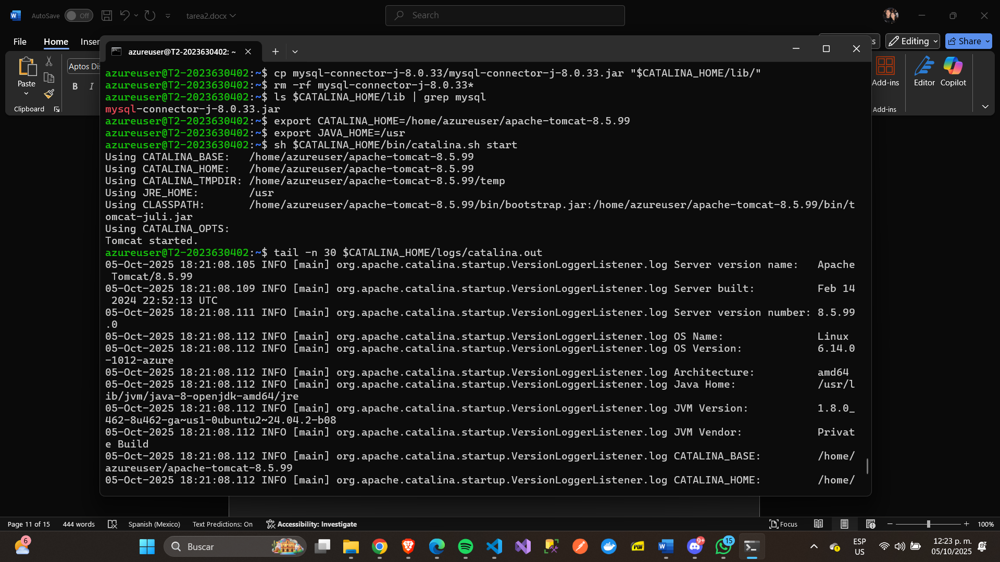 AutoSave Off tarea2.docx Search
File Home Inser s Editing Share
azureuser@T2-2023630402: ~
Aptos Dis
Paste B I
Clipboard
Add-ins Editor Copilot
Add-ins
azureuser@T2-2023630402:~$ cp mysql-connector-j-8.0.33/mysql-connector-j-8.0.33.jar "$CATALINA_HOME/lib/"
azureuser@T2-2023630402:~$ rm -rf mysql-connector-j-8.0.33*
azureuser@T2-2023630402:~$ ls $CATALINA_HOME/lib | grep mysql
mysql-connector-j-8.0.33.jar
azureuser@T2-2023630402:~$ export CATALINA_HOME=/home/azureuser/apache-tomcat-8.5.99
azureuser@T2-2023630402:~$ export JAVA_HOME=/usr
azureuser@T2-2023630402:~$ sh $CATALINA_HOME/bin/catalina.sh start
Using CATALINA_BASE:   /home/azureuser/apache-tomcat-8.5.99
Using CATALINA_HOME:   /home/azureuser/apache-tomcat-8.5.99
Using CATALINA_TMPDIR: /home/azureuser/apache-tomcat-8.5.99/temp
Using JRE_HOME:        /usr
Using CLASSPATH:       /home/azureuser/apache-tomcat-8.5.99/bin/bootstrap.jar:/home/azureuser/apache-tomcat-8.5.99/bin/t
omcat-juli.jar
Using CATALINA_OPTS:
Tomcat started.
azureuser@T2-2023630402:~$ tail -n 30 $CATALINA_HOME/logs/catalina.out
05-Oct-2025 18:21:08.105 INFO [main] org.apache.catalina.startup.VersionLoggerListener.log Server version name:   Apache
 Tomcat/8.5.99
05-Oct-2025 18:21:08.109 INFO [main] org.apache.catalina.startup.VersionLoggerListener.log Server built:          Feb 14
 2024 22:52:13 UTC
05-Oct-2025 18:21:08.111 INFO [main] org.apache.catalina.startup.VersionLoggerListener.log Server version number: 8.5.99
.0
05-Oct-2025 18:21:08.112 INFO [main] org.apache.catalina.startup.VersionLoggerListener.log OS Name:               Linux
05-Oct-2025 18:21:08.112 INFO [main] org.apache.catalina.startup.VersionLoggerListener.log OS Version:            6.14.0
-1012-azure
05-Oct-2025 18:21:08.112 INFO [main] org.apache.catalina.startup.VersionLoggerListener.log Architecture:          amd64
05-Oct-2025 18:21:08.112 INFO [main] org.apache.catalina.startup.VersionLoggerListener.log Java Home:             /usr/l
ib/jvm/java-8-openjdk-amd64/jre
05-Oct-2025 18:21:08.112 INFO [main] org.apache.catalina.startup.VersionLoggerListener.log JVM Version:           1.8.0_
462-8u462-ga~us1-0ubuntu2~24.04.2-b08
05-Oct-2025 18:21:08.112 INFO [main] org.apache.catalina.startup.VersionLoggerListener.log JVM Vendor:            Privat
e Build
05-Oct-2025 18:21:08.112 INFO [main] org.apache.catalina.startup.VersionLoggerListener.log CATALINA_BASE:         /home/
azureuser/apache-tomcat-8.5.99
05-Oct-2025 18:21:08.112 INFO [main] org.apache.catalina.startup.VersionLoggerListener.log CATALINA_HOME:         /home/
Page 11 of 15 444 words Spanish (Mexico) Text Predictions: On Accessibility: Investigate Focus 100%
6 Buscar PDF 9+ 15 ESP 12:23 p. m.
US 05/10/2025